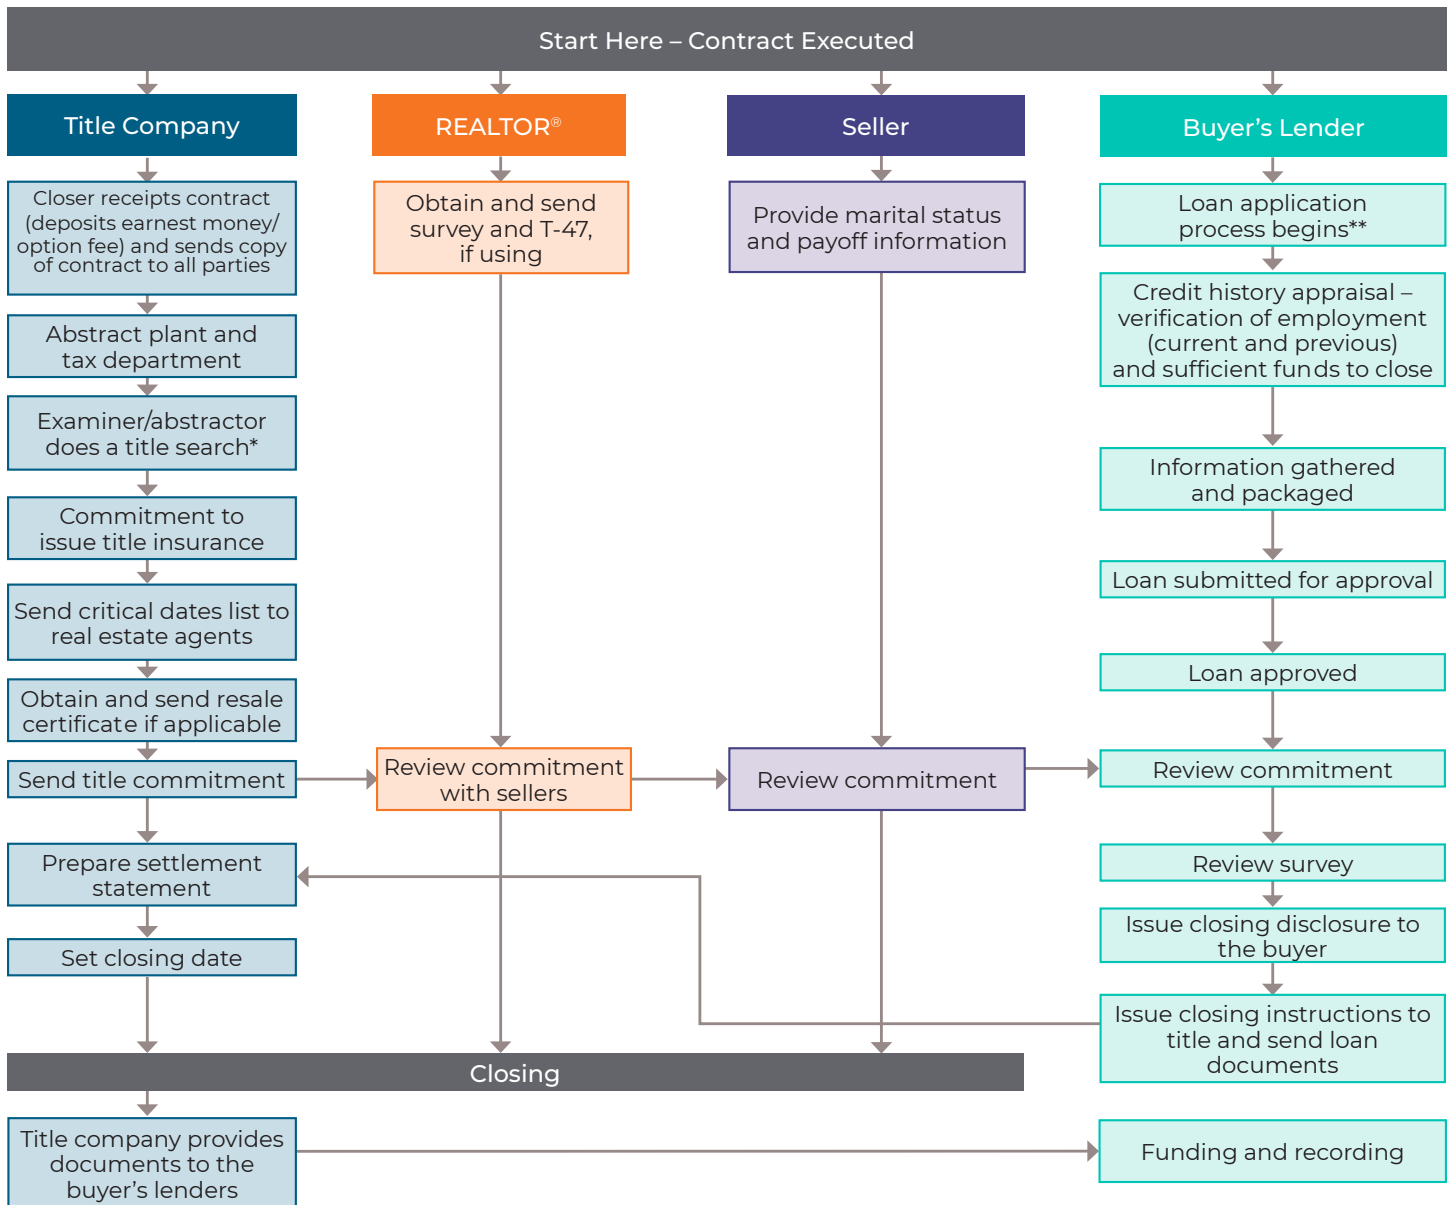 Start Here – Contract Executed
Title Company
Closer receipts contract
(deposits earnest money/
option fee) and sends copy
of contract to all parties
Abstract plant and
tax department
Examiner/abstractor
does a title search*
Commitment to
issue title insurance
Send critical dates list to
real estate agents
Obtain and send resale
certificate if applicable
Send title commitment
Prepare settlement
statement
Set closing date
REALTOR®
Obtain and send
survey and T-47,
if using
Review commitment
with sellers
Seller
Provide marital status
and payoff information
Review commitment
Buyer’s Lender
Loan application
process begins**
Credit history appraisal –
verification of employment
(current and previous)
and sufficient funds to close
Information gathered
and packaged
Loan submitted for approval
Loan approved
Review commitment
Review survey
Issue closing disclosure to
the buyer
Issue closing instructions to
title and send loan
documents
Closing
Title company provides
documents to the
buyer’s lenders
Funding and recording